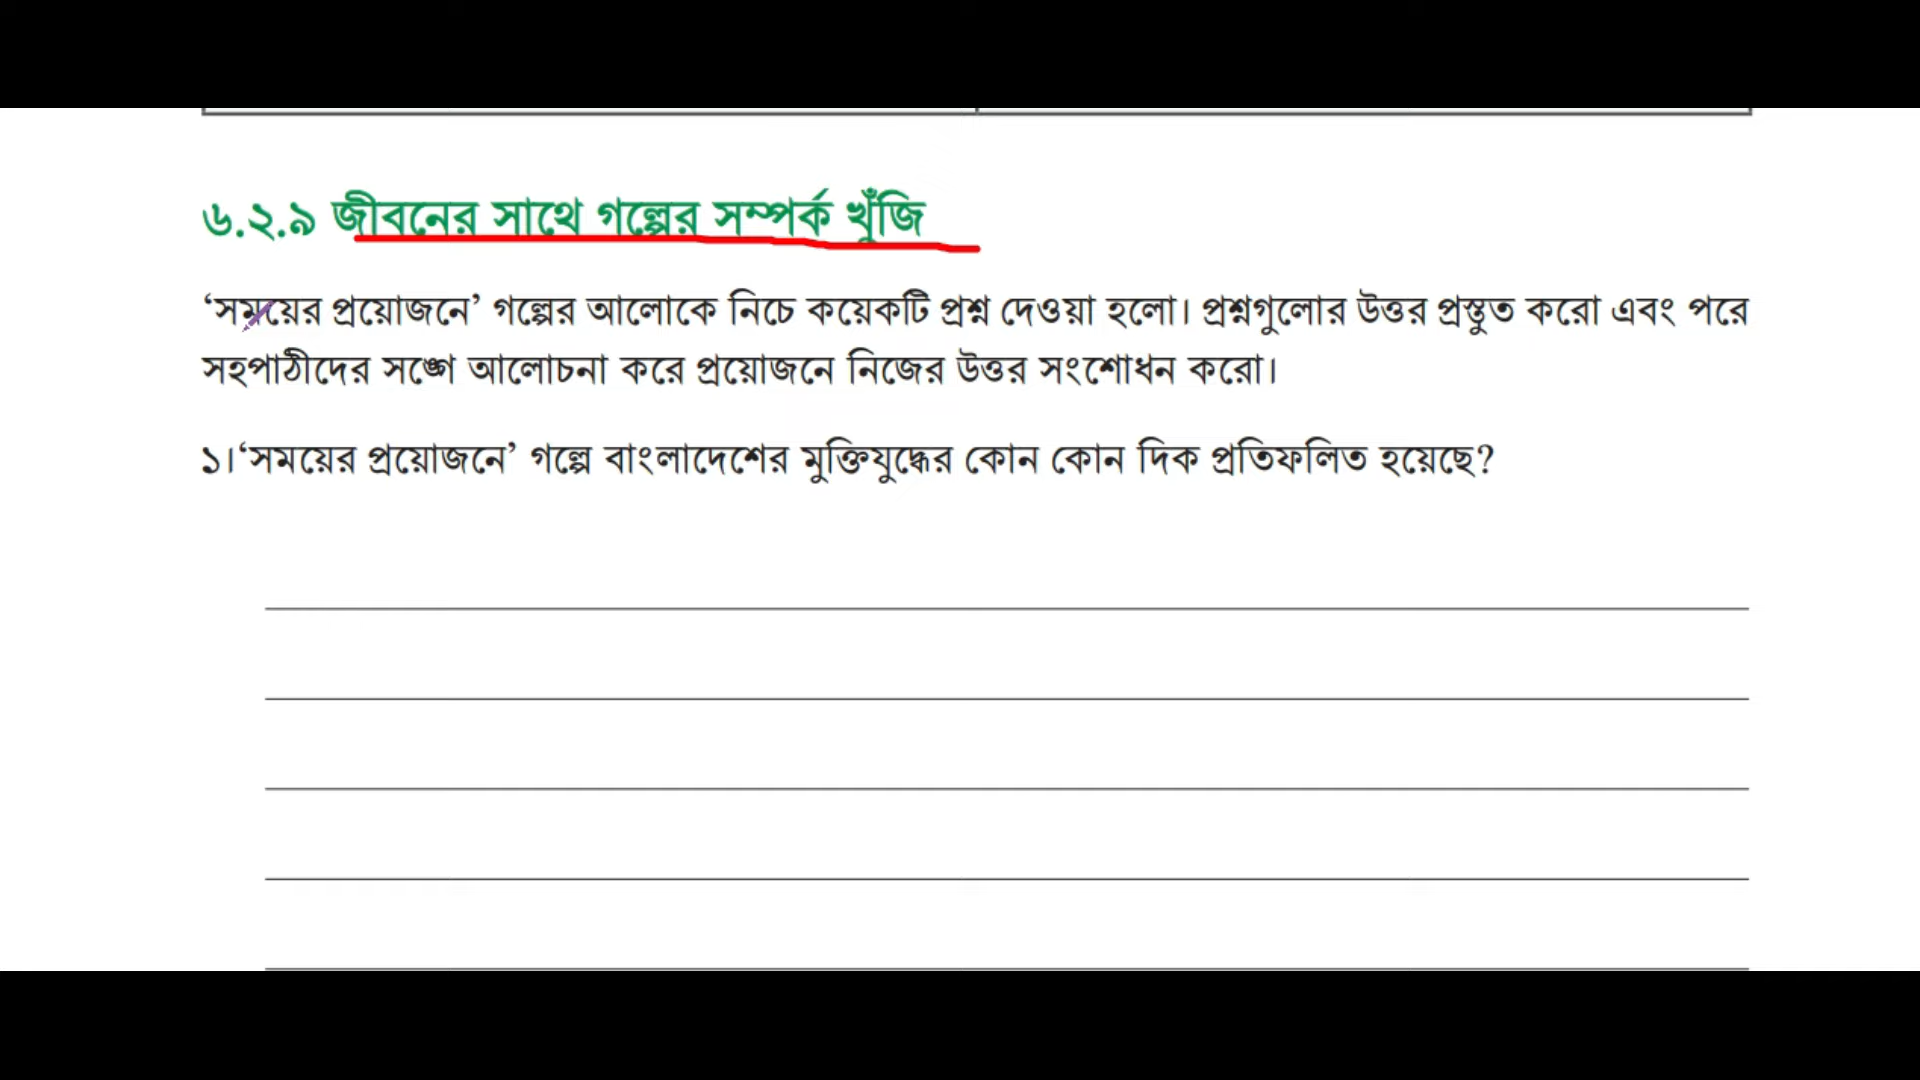 ৬.২.৯ জীবনের সাথে গল্পের সম্পর্ক খুঁজি
‘সময়ের প্রয়োজনে’ গল্পের আলোকে নিচে কয়েকটি প্রশ্ন দেওয়া হলো। প্রশ্নগুলোর উত্তর প্রস্তুত করো এবং পরে
সহপাঠীদের সঙ্গে আলোচনা করে প্রয়োজনে নিজের উত্তর সংশোধন করো।
১।‘সময়ের প্রয়োজনে’ গল্পে বাংলাদেশের মুক্তিযুদ্ধের কোন কোন দিক প্রতিফলিত হয়েছে?